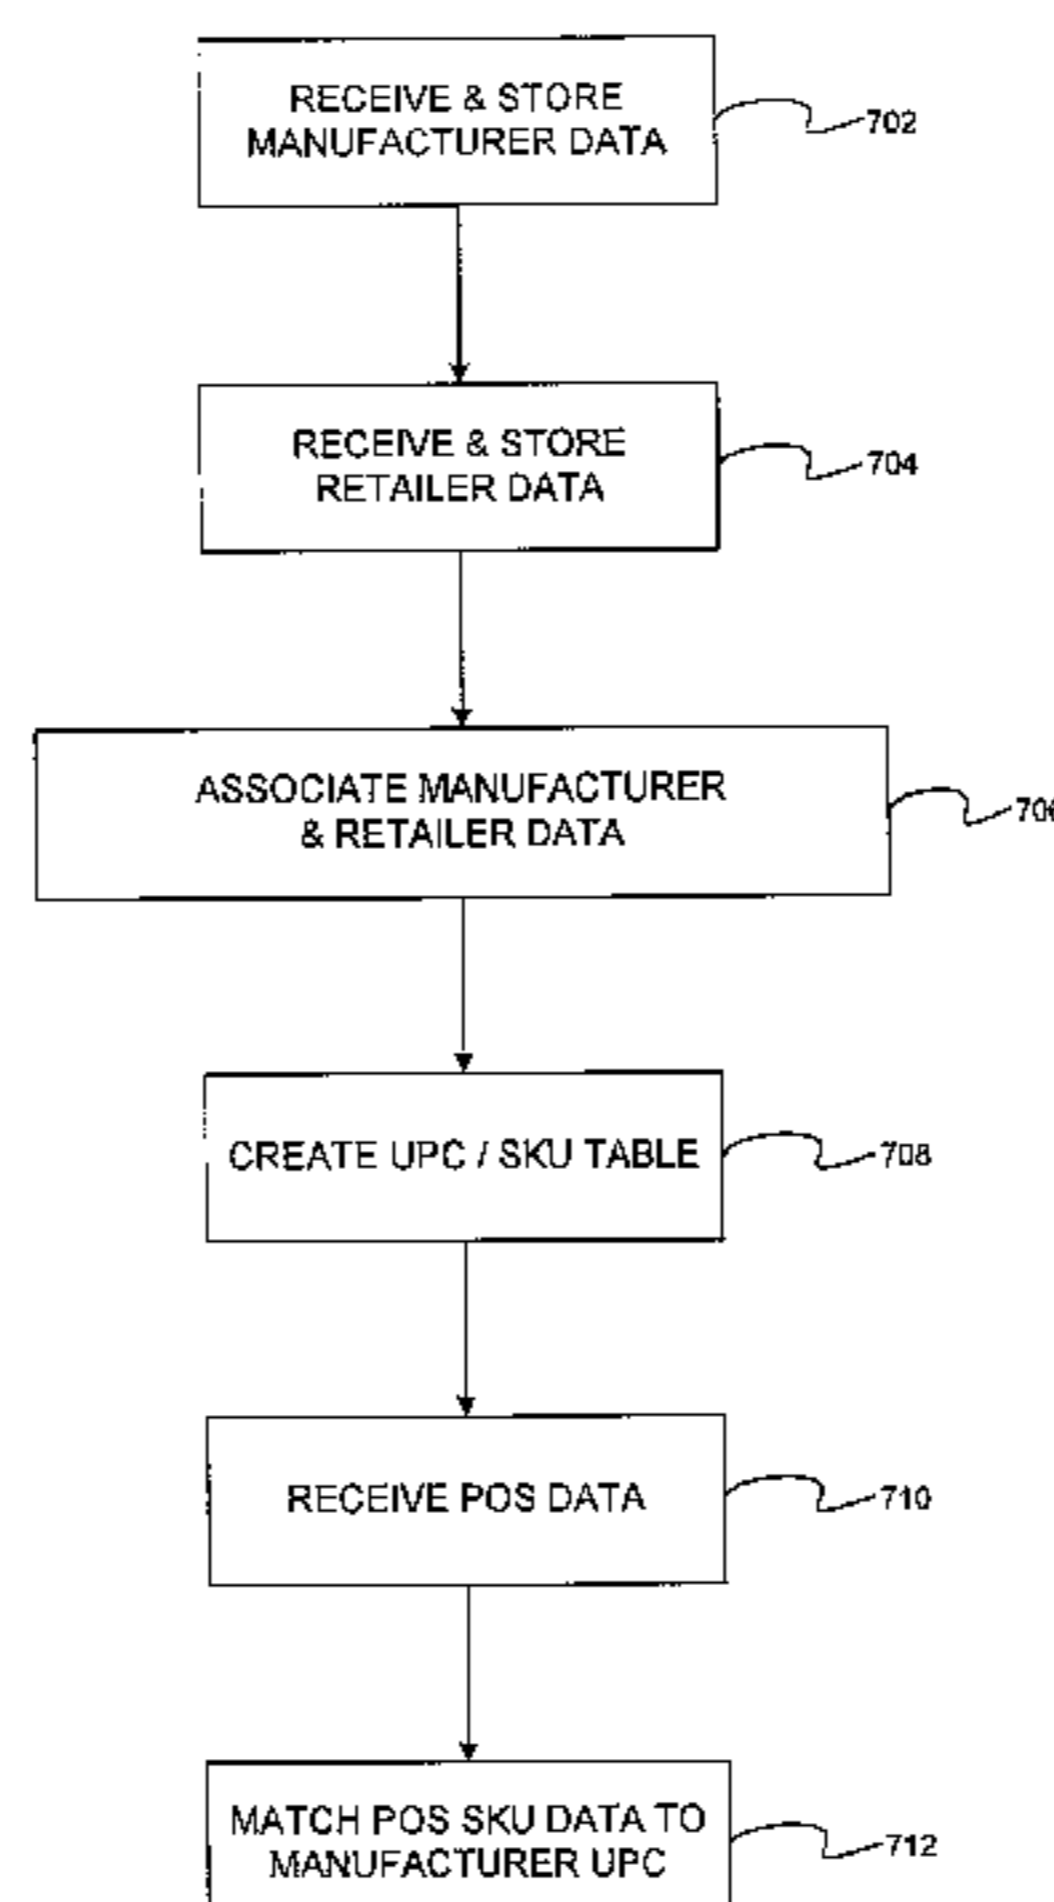 RECEIVE & STORE
MANUFACTURER DATA
702
RECEIVE & STORE
RETAILER DATA
704
ASSOCIATE MANUFACTURER
& RETAILER DATA
CREATE UPC / SKU TABLE
708
RECEIVE POS DATA
710
MATCH POS SKU DATA TO
MANUFACTURER UPC
712